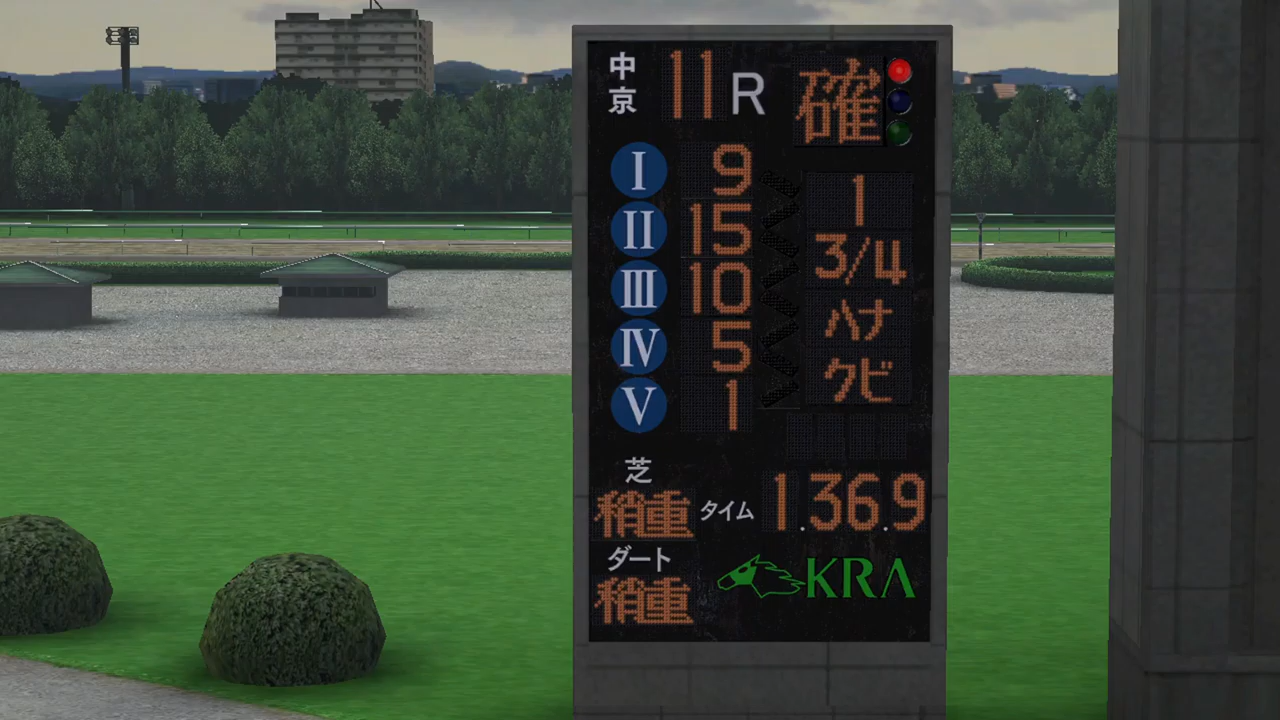 中京 11R 確
I 9
1
II 15
3/4
III 10
ハナ
IV 5
クビ
V 1
芝
稍重 タイム 1.36.9
ダート
稍重 KRA